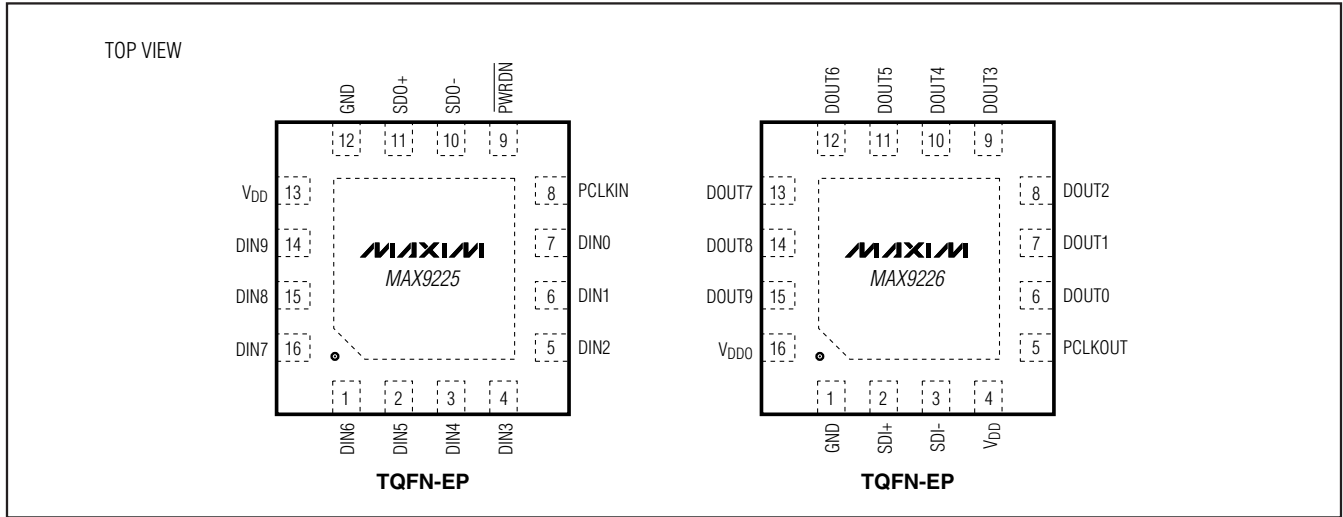 TOP VIEW
GND SDO+ SDO- PWRDN
12 11 10 9
VDD 13
DIN9 14
DIN8 15
DIN7 16
MAXIM
MAX9225
8 PCLKIN
7 DIN0
6 DIN1
5 DIN2
1 2 3 4
DIN6 DIN5 DIN4 DIN3
TQFN-EP
DOUT6 DOUT5 DOUT4 DOUT3
12 11 10 9
DOUT7 13
DOUT8 14
DOUT9 15
VDDO 16
MAXIM
MAX9226
8 DOUT2
7 DOUT1
6 DOUT0
5 PCLKOUT
1 2 3 4
GND SDI+ SDI- VDD
TQFN-EP